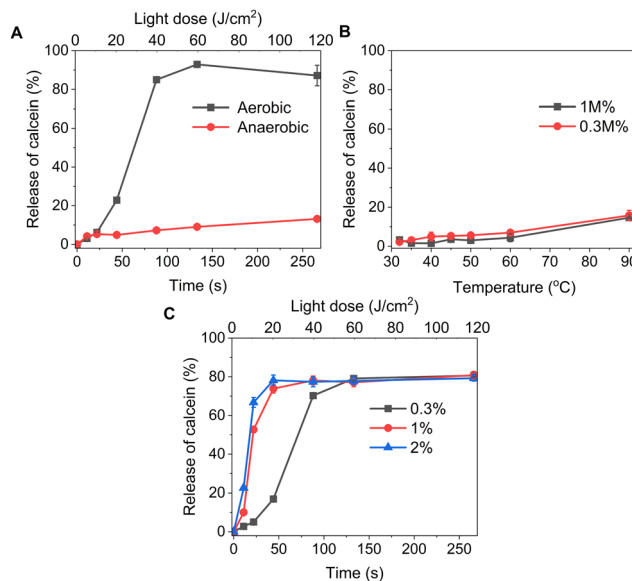 Light dose (J/cm²)
A
0 20 40 60 80 100 120
100
80
60
40
20
0
Release of calcein (%)
Aerobic
Anaerobic
0 50 100 150 200 250
Time (s)
B
100
80
60
40
20
0
Release of calcein (%)
1M%
0.3M%
30 40 50 60 70 80 90
Temperature (°C)
Light dose (J/cm²)
C
0 20 40 60 80 100 120
100
80
60
40
20
0
Release of calcein (%)
0.3%
1%
2%
0 50 100 150 200 250
Time (s)